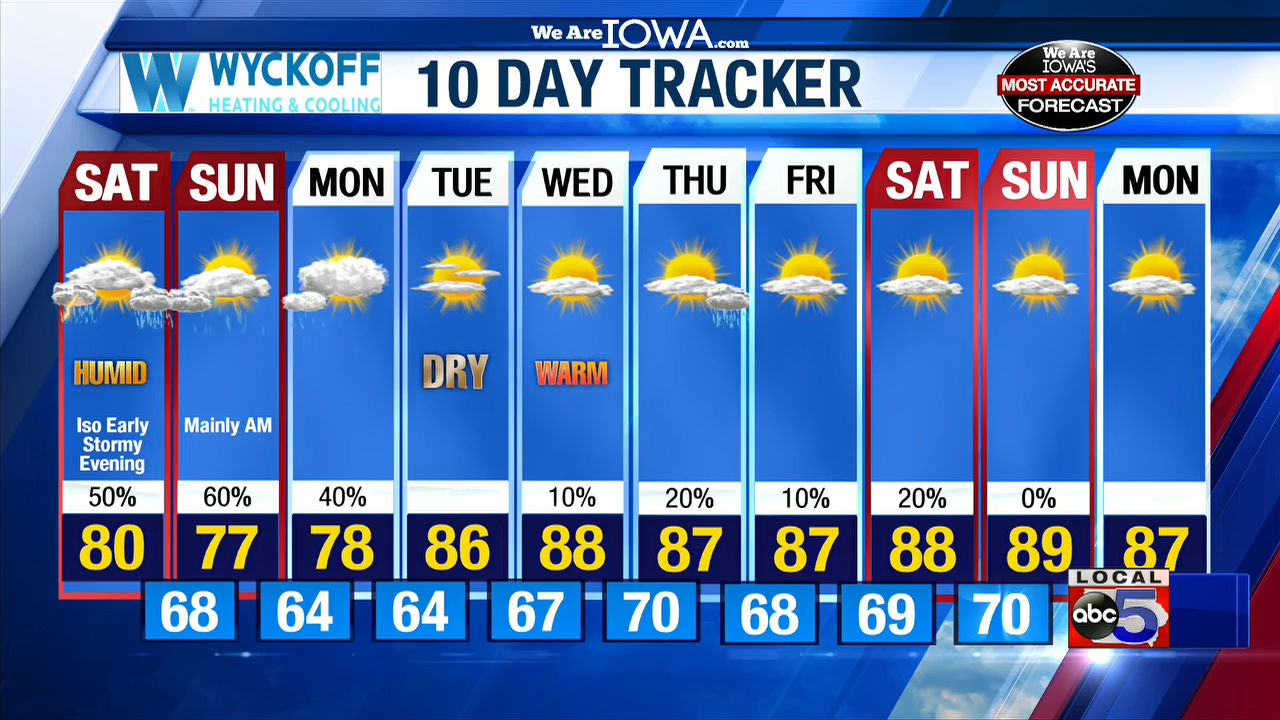 We Are IOWA.com
W WYCKOFF
HEATING & COOLING
10 DAY TRACKER
We Are
IOWA'S
MOST ACCURATE
FORECAST
SAT SUN MON TUE WED THU FRI SAT SUN MON
HUMID DRY WARM
Iso Early
Stormy
Evening
Mainly AM
50% 60% 40% 10% 20% 10% 20% 0%
80 77 78 86 88 87 87 88 89 87
68 64 64 67 70 68 69 70
LOCAL
abc 5